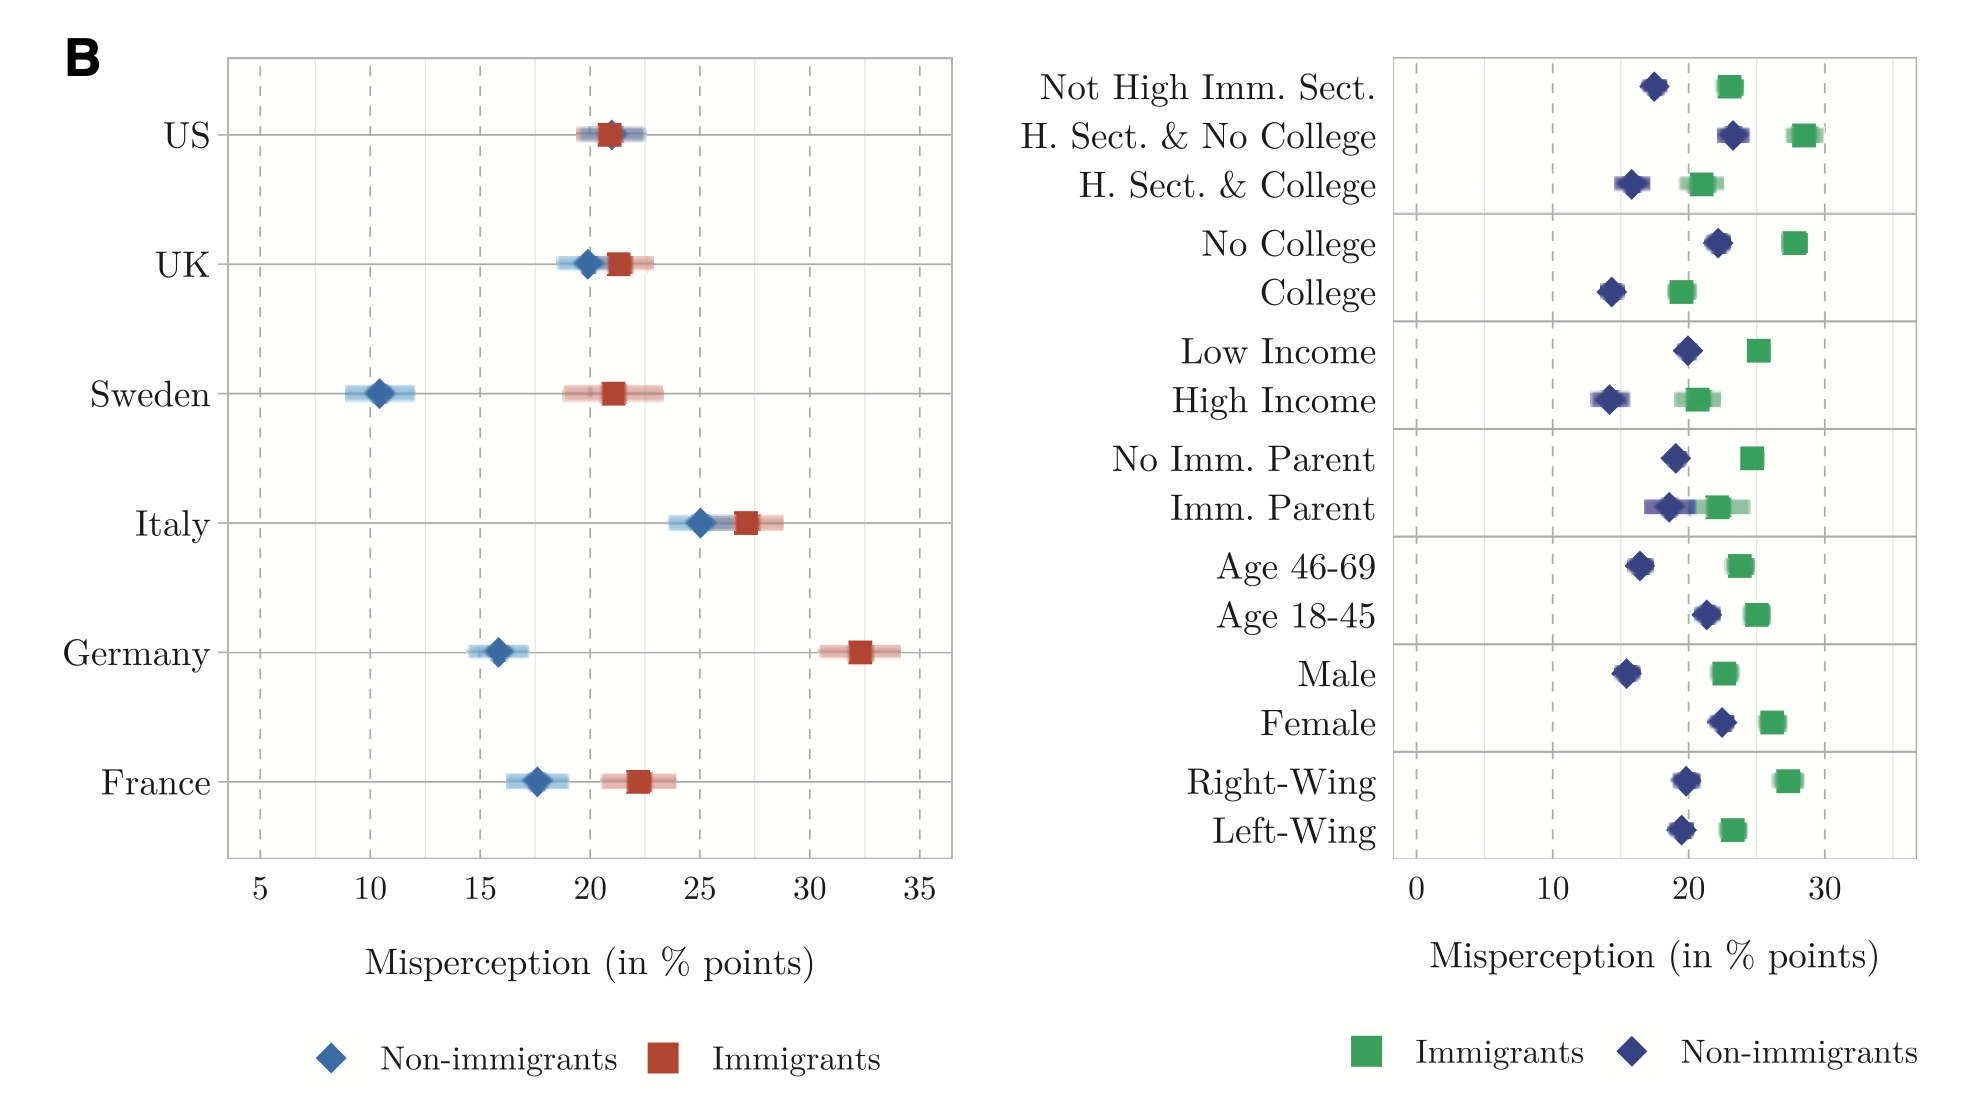 B
US
UK
Sweden
Italy
Germany
France
5 10 15 20 25 30 35
Misperception (in % points)
Non-immigrants Immigrants
Not High Imm. Sect.
H. Sect. & No College
H. Sect. & College
No College
College
Low Income
High Income
No Imm. Parent
Imm. Parent
Age 46-69
Age 18-45
Male
Female
Right-Wing
Left-Wing
0 10 20 30
Misperception (in % points)
Immigrants Non-immigrants